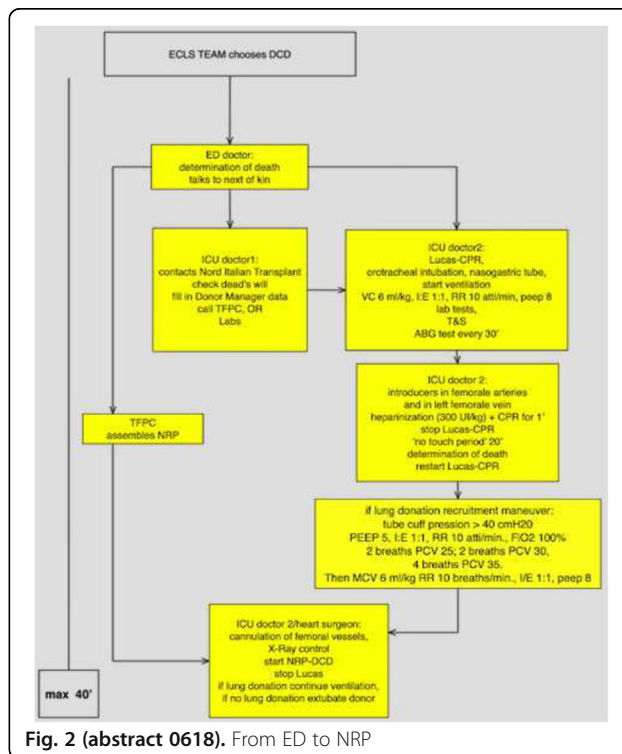 ECLS TEAM chooses DCD
ED doctor:
determination of death
talks to next of kin
ICU doctor1:
contacts Nord Italian Transplant
check dead's will
fill in Donor Manager data
call TFPC, OR
Labs
ICU doctor2:
Lucas-CPR,
orotracheal intubation, nasogastric tube,
start ventilation
VC 6 ml/kg, I:E 1:1, RR 10 atti/min, peep 8
lab tests,
T&S
ABG test every 30'
ICU doctor 2:
introducers in femorale arteries
and in left femorale vein
heparinization (300 UI/kg) + CPR for 1'
stop Lucas-CPR
'no touch period' 20'
determination of death
restart Lucas-CPR
TFPC
assembles NRP
if lung donation recruitment maneuver:
tube cuff pression > 40 cmH20
PEEP 5, I:E 1:1, RR 10 atti/min., FiO2 100%
2 breaths PCV 25; 2 breaths PCV 30,
4 breaths PCV 35.
Then MCV 6 ml/kg RR 10 breaths/min., I/E 1:1, peep 8
ICU doctor 2/heart surgeon:
cannulation of femoral vessels,
X-Ray control
start NRP-DCD
stop Lucas
if lung donation continue ventilation,
if no lung donation extubate donor
max 40'
Fig. 2 (abstract 0618). From ED to NRP